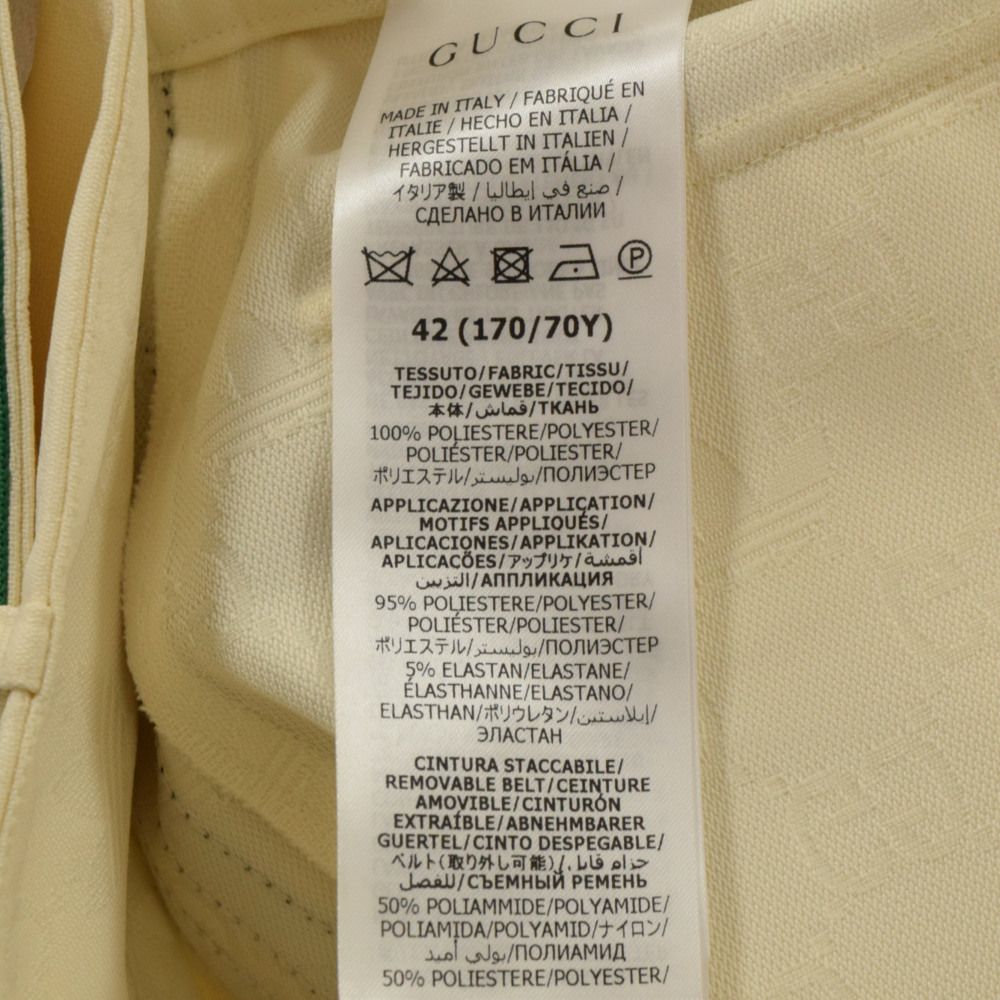 GUCCI
MADE IN ITALY / FABRIQUÉ EN
ITALIE / HECHO EN ITALIA /
HERGESTELLT IN ITALIEN /
FABRICADO EM ITÁLIA /
イタリア製 / صنع في إيطاليا /
СДЕЛАНО В ИТАЛИИ
P
42 (170/70Y)
TESSUTO/FABRIC/TISSU/
TEJIDO/GEWEBE/TECIDO/
本体/قماش/ТКАНЬ
100% POLIESTERE/POLYESTER/
POLIÉSTER/POLIESTER/
ポリエステル/بوليستر/ПОЛИЭСТЕР
APPLICAZIONE/APPLICATION/
MOTIFS APPLIQUÉS/
APLICACIONES/APPLIKATION/
APLICACÕES/アップリケ/أقمشة
التزيين/АППЛИКАЦИЯ
95% POLIESTERE/POLYESTER/
POLIÉSTER/POLIESTER/
ポリエステル/بوليستر/ПОЛИЭСТЕР
5% ELASTAN/ELASTANE/
ÉLASTHANNE/ELASTANO/
ELASTHAN/ポリウレタン/إيلاستين/
ЭЛАСТАН
CINTURA STACCABILE/
REMOVABLE BELT/CEINTURE
AMOVIBLE/CINTURÓN
EXTRAÍBLE/ABNEHMBARER
GUERTEL/CINTO DESPEGABLE/
ベルト(取り外し可能)/حزام قابل
للفصل/СЪЕМНЫЙ РЕМЕНЬ
50% POLIAMMIDE/POLYAMIDE/
POLIAMIDA/POLYAMID/ナイロン/
بولي أميد/ПОЛИАМИД
50% POLIESTERE/POLYESTER/